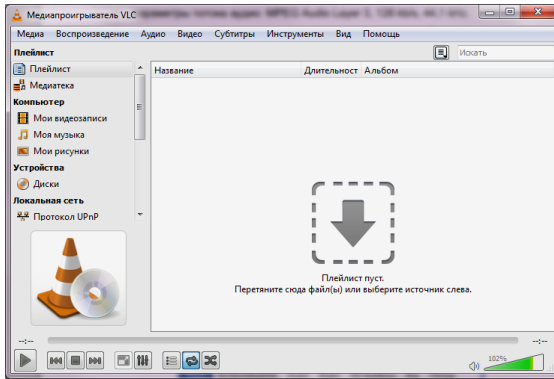 Медиапроигрыватель VLC
Медиа Воспроизведение Аудио Видео Субтитры Инструменты Вид Помощь
Плейлист
Искать
Плейлист
Медиатека
Компьютер
Мои видеозаписи
Моя музыка
Мои рисунки
Устройства
Диски
Локальная сеть
Протокол UPnP
Название Длительност Альбом
Плейлист пуст.
Перетяните сюда файл(ы) или выберите источник слева.
--:-- --:--
102%